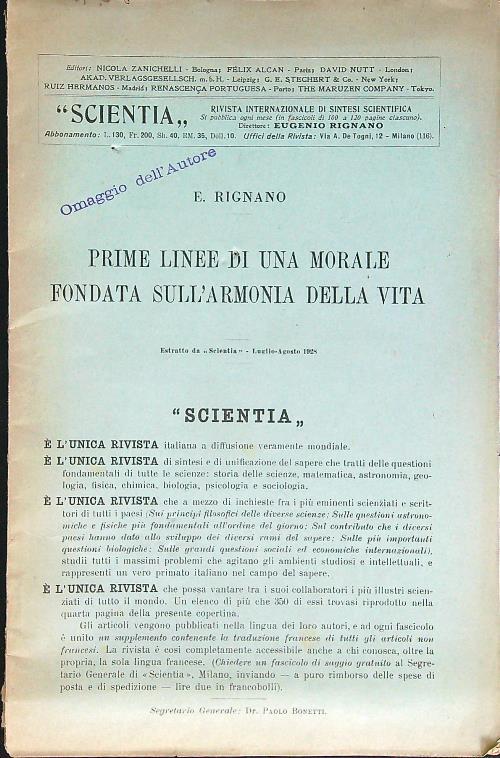 Editori: NICOLA ZANICHELLI - Bologna; FÉLIX ALCAN - Paris; DAVID NUTT - London;
AKAD. VERLAGSGESELLSCH. m. b. H. - Leipzig; G. E. STECHERT & Co. - New York;
RUIZ HERMANOS - Madrid; RENASCENÇA PORTUGUESA - Porto; THE MARUZEN COMPANY - Tokyo.
"SCIENTIA„
RIVISTA INTERNAZIONALE DI SINTESI SCIENTIFICA
Si pubblica ogni mese (in fascicoli di 100 a 120 pagine ciascuno).
Direttore: EUGENIO RIGNANO
Abbonamento: L. 130, Fr. 200, Sh. 40, RM. 35, Doll. 10. Uffici della Rivista: Via A. De Togni, 12 - Milano (116).
Omaggio dell'Autore
E. RIGNANO
PRIME LINEE DI UNA MORALE
FONDATA SULL'ARMONIA DELLA VITA
Estratto da „Scientia" - Luglio-Agosto 1928
"SCIENTIA„
È L'UNICA RIVISTA italiana a diffusione veramente mondiale.
È L'UNICA RIVISTA di sintesi e di unificazione del sapere che tratti delle questioni
fondamentali di tutte le scienze: storia delle scienze, matematica, astronomia, geo-
logia, fisica, chimica, biologia, psicologia e sociologia.
È L'UNICA RIVISTA che a mezzo di inchieste fra i più eminenti scienziati e scrit-
tori di tutti i paesi (Sui principî filosofici delle diverse scienze; Sulle questioni astrono-
miche e fisiche più fondamentali all'ordine del giorno; Sul contributo che i diversi
paesi hanno dato allo sviluppo dei diversi rami del sapere; Sulle più importanti
questioni biologiche; Sulle grandi questioni sociali ed economiche internazionali),
studii tutti i massimi problemi che agitano gli ambienti studiosi e intellettuali, e
rappresenti un vero primato italiano nel campo del sapere.
È L'UNICA RIVISTA che possa vantare tra i suoi collaboratori i più illustri scien-
ziati di tutto il mondo. Un elenco di più che 350 di essi trovasi riprodotto nella
quarta pagina della presente copertina.
Gli articoli vengono pubblicati nella lingua dei loro autori, e ad ogni fascicolo
è unito un supplemento contenente la traduzione francese di tutti gli articoli non
francesi. La rivista è così completamente accessibile anche a chi conosca, oltre la
propria, la sola lingua francese. (Chiedere un fascicolo di saggio gratuito al Segre-
tario Generale di «Scientia», Milano, inviando — a puro rimborso delle spese di
posta e di spedizione — lire due in francobolli).
Segretario Generale: Dr. PAOLO BONETTI.